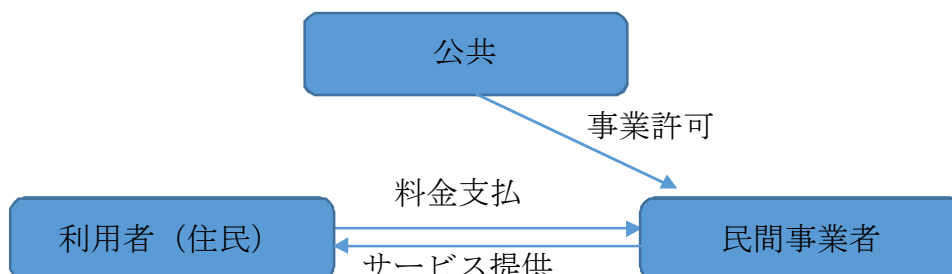 公共
事業許可
料金支払
利用者（住民）
民間事業者
サービス提供